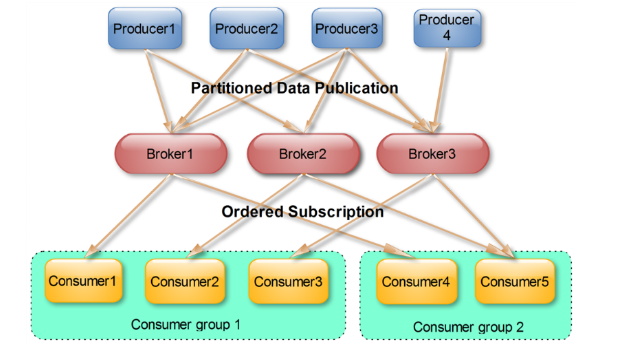 Producer1
Producer2
Producer3
Producer
4
Partitioned Data Publication
Broker1
Broker2
Broker3
Ordered Subscription
Consumer1
Consumer2
Consumer3
Consumer4
Consumer5
Consumer group 1
Consumer group 2